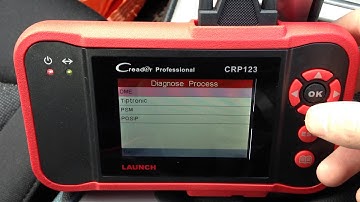 Creader Professional CRP123
Diagnose Process
DME
Tiptronic
PSM
POSIP
OK
LAUNCH